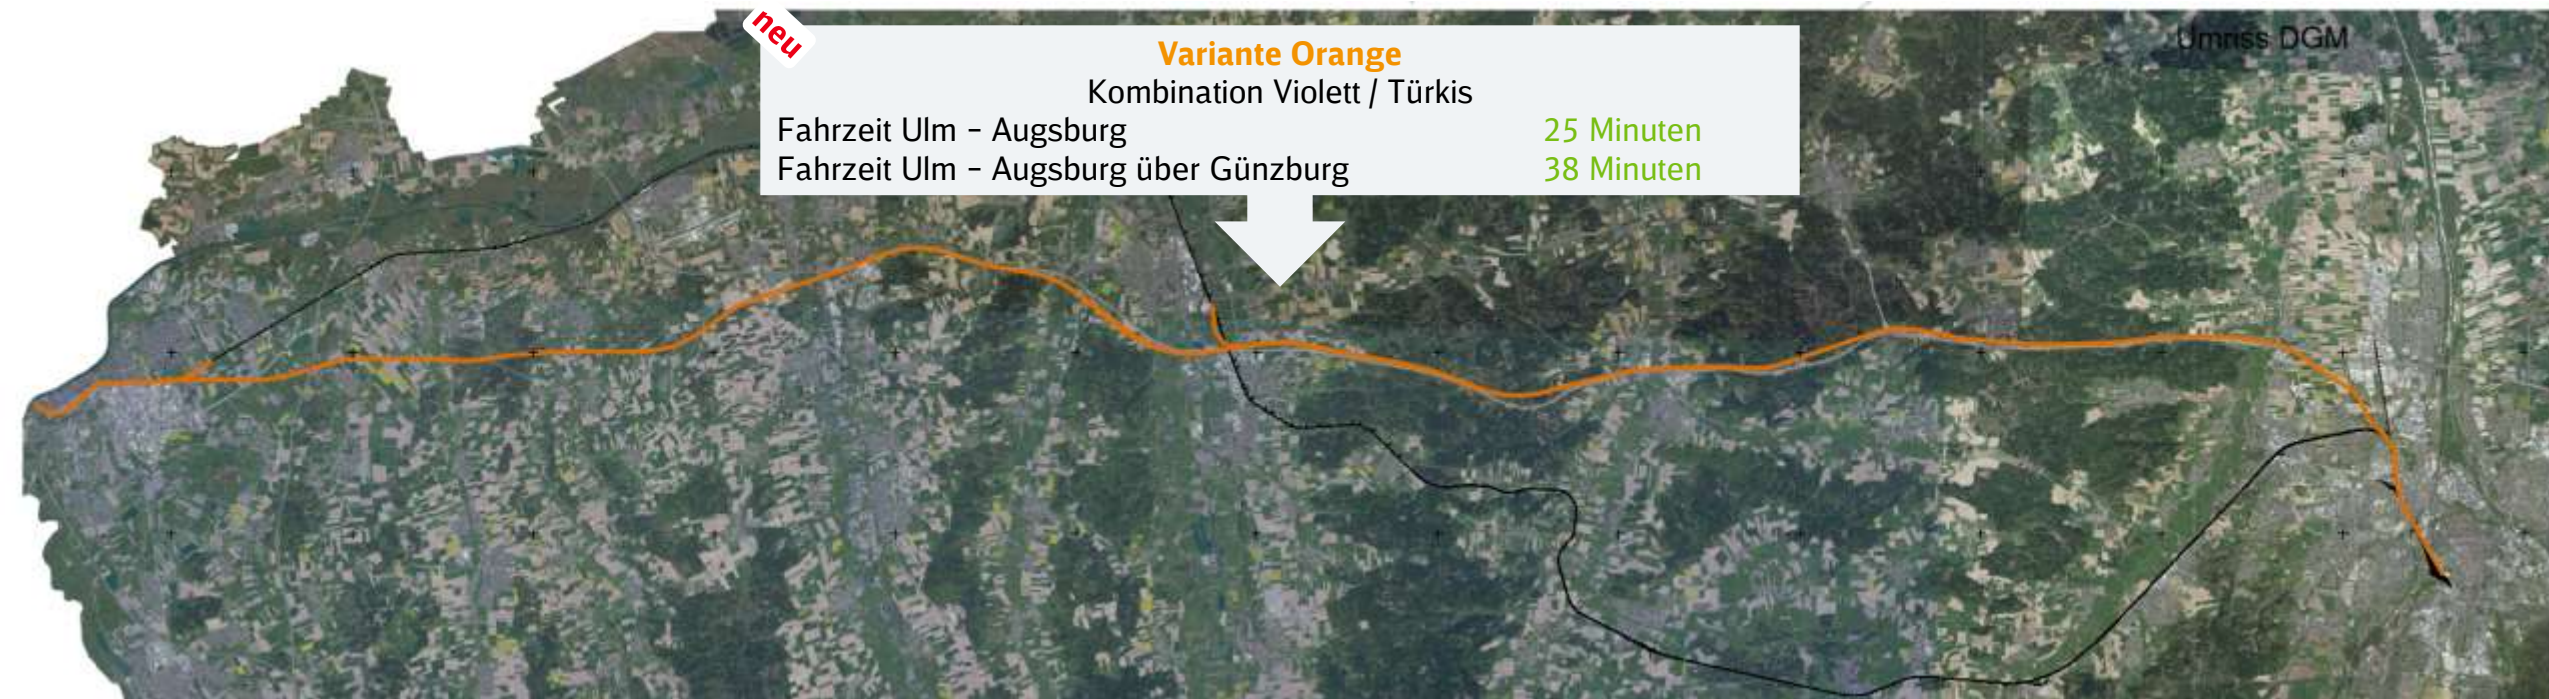 neu
Variante Orange
Kombination Violett / Türkis
Fahrzeit Ulm – Augsburg 25 Minuten
Fahrzeit Ulm – Augsburg über Günzburg 38 Minuten
Umriss DGM